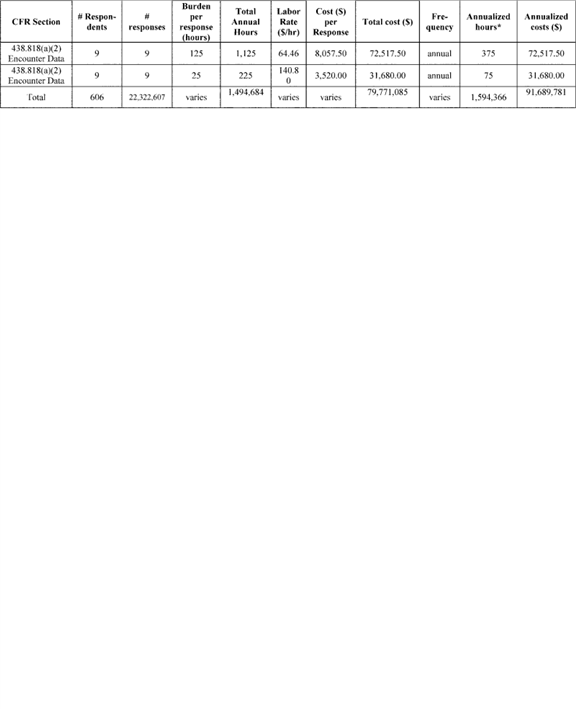 CFR Section | # Respon-dents | # responses | Burden per response (hours) | Total Annual Hours | Labor Rate ($/hr) | Cost ($) per Response | Total cost ($) | Fre-quency | Annualized hours* | Annualized costs ($)
438.818(a)(2) Encounter Data | 9 | 9 | 125 | 1,125 | 64.46 | 8,057.50 | 72,517.50 | annual | 375 | 72,517.50
438.818(a)(2) Encounter Data | 9 | 9 | 25 | 225 | 140.80 | 3,520.00 | 31,680.00 | annual | 75 | 31,680.00
Total | 606 | 22,322,607 | varies | 1,494,684 | varies | varies | 79,771,085 | varies | 1,594,366 | 91,689,781